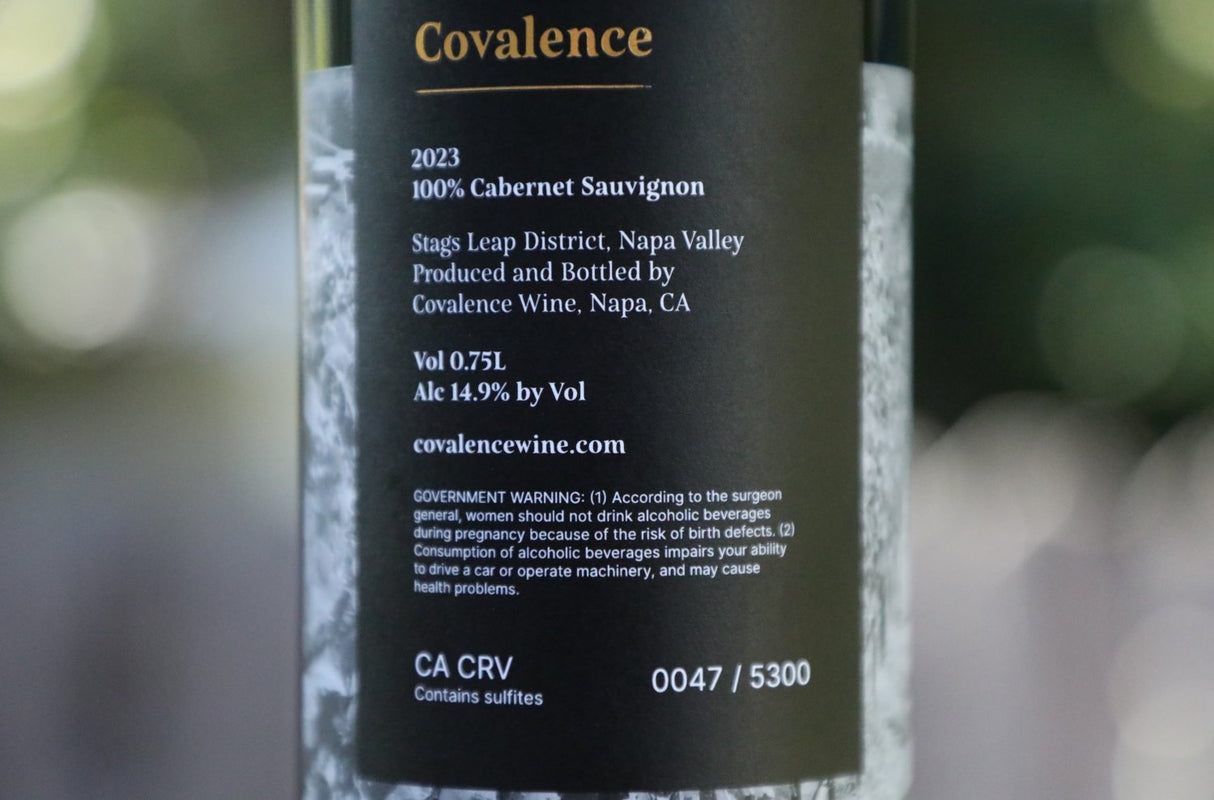 Covalence
2023
100% Cabernet Sauvignon
Stags Leap District, Napa Valley
Produced and Bottled by
Covalence Wine, Napa, CA
Vol 0.75L
Alc 14.9% by Vol
covalencewine.com
GOVERNMENT WARNING: (1) According to the surgeon
general, women should not drink alcoholic beverages
during pregnancy because of the risk of birth defects. (2)
Consumption of alcoholic beverages impairs your ability
to drive a car or operate machinery, and may cause
health problems.
CA CRV
Contains sulfites
0047 / 5300